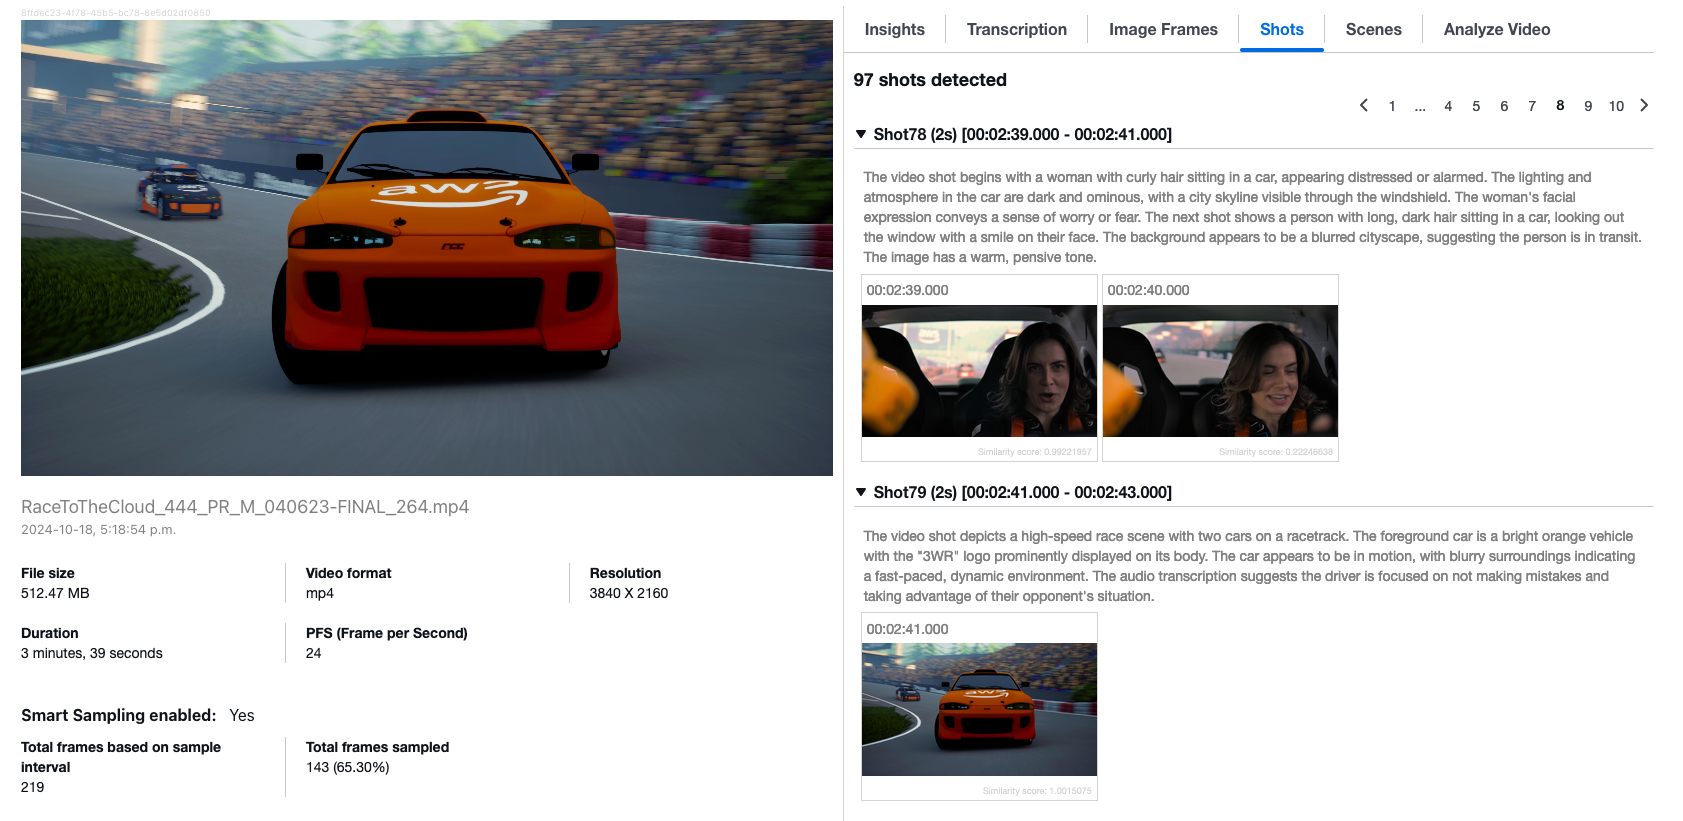 8ffdec23-4f78-45b5-bc78-8e5d02df0850
aws
Insights
Transcription
Image Frames
Shots
Scenes
Analyze Video
97 shots detected
1 ... 4 5 6 7 8 9 10
Shot78 (2s) [00:02:39.000 - 00:02:41.000]
The video shot begins with a woman with curly hair sitting in a car, appearing distressed or alarmed. The lighting and
atmosphere in the car are dark and ominous, with a city skyline visible through the windshield. The woman's facial
expression conveys a sense of worry or fear. The next shot shows a person with long, dark hair sitting in a car, looking out
the window with a smile on their face. The background appears to be a blurred cityscape, suggesting the person is in transit.
The image has a warm, pensive tone.
00:02:39.000
00:02:40.000
Similarity score: 0.99221957
Similarity score: 0.22246638
Shot79 (2s) [00:02:41.000 - 00:02:43.000]
The video shot depicts a high-speed race scene with two cars on a racetrack. The foreground car is a bright orange vehicle
with the "3WR" logo prominently displayed on its body. The car appears to be in motion, with blurry surroundings indicating
a fast-paced, dynamic environment. The audio transcription suggests the driver is focused on not making mistakes and
taking advantage of their opponent's situation.
00:02:41.000
aws
Similarity score: 1.0015075
RaceToTheCloud_444_PR_M_040623-FINAL_264.mp4
2024-10-18, 5:18:54 p.m.
File size
512.47 MB
Video format
mp4
Resolution
3840 X 2160
Duration
3 minutes, 39 seconds
PFS (Frame per Second)
24
Smart Sampling enabled: Yes
Total frames based on sample
interval
219
Total frames sampled
143 (65.30%)